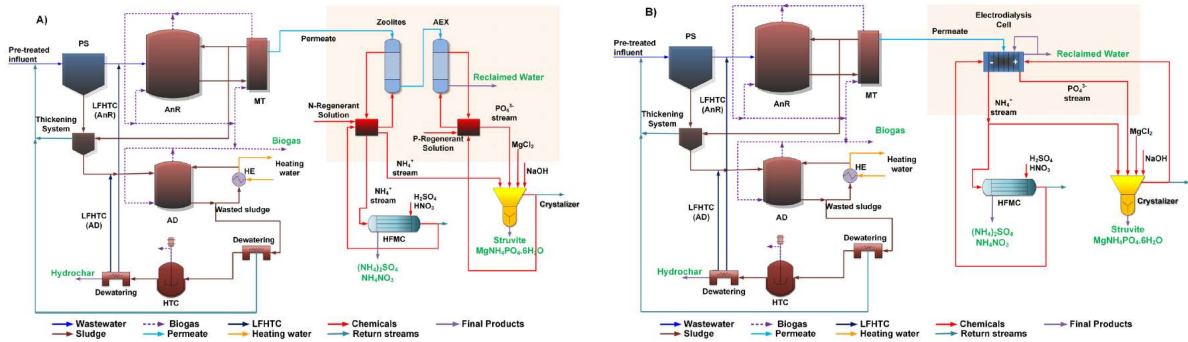 A)
Pre-treated
influent
PS
AnR
MT
LFHTC
(AnR)
Thickening
System
Permeate
Zeolites
AEX
Reclaimed Water
N-Regenerant
Solution
P-Regenerant
Solution
PO₄³⁻
stream
MgCl₂
NaOH
NH₄⁺
stream
NH₄⁺
stream
H₂SO₄
HNO₃
HFMC
(NH₄)₂SO₄
NH₄NO₃
Crystalizer
Struvite
MgNH₄PO₄.6H₂O
Biogas
Heating
water
HE
AD
Wasted sludge
LFHTC
(AD)
Dewatering
Hydrochar
Dewatering
HTC
Wastewater
Sludge
Biogas
Permeate
LFHTC
Heating water
Chemicals
Return streams
Final Products
B)
Pre-treated
influent
PS
AnR
MT
LFHTC
(AnR)
Thickening
System
Permeate
Electrodialysis
Cell
Reclaimed Water
NH₄⁺
stream
PO₄³⁻
stream
MgCl₂
NaOH
H₂SO₄
HNO₃
HFMC
(NH₄)₂SO₄
NH₄NO₃
Crystalizer
Struvite
MgNH₄PO₄.6H₂O
Biogas
Heating
water
HE
AD
Wasted sludge
LFHTC
(AD)
Dewatering
Hydrochar
Dewatering
HTC
Wastewater
Sludge
Biogas
Permeate
LFHTC
Heating water
Chemicals
Return streams
Final Products